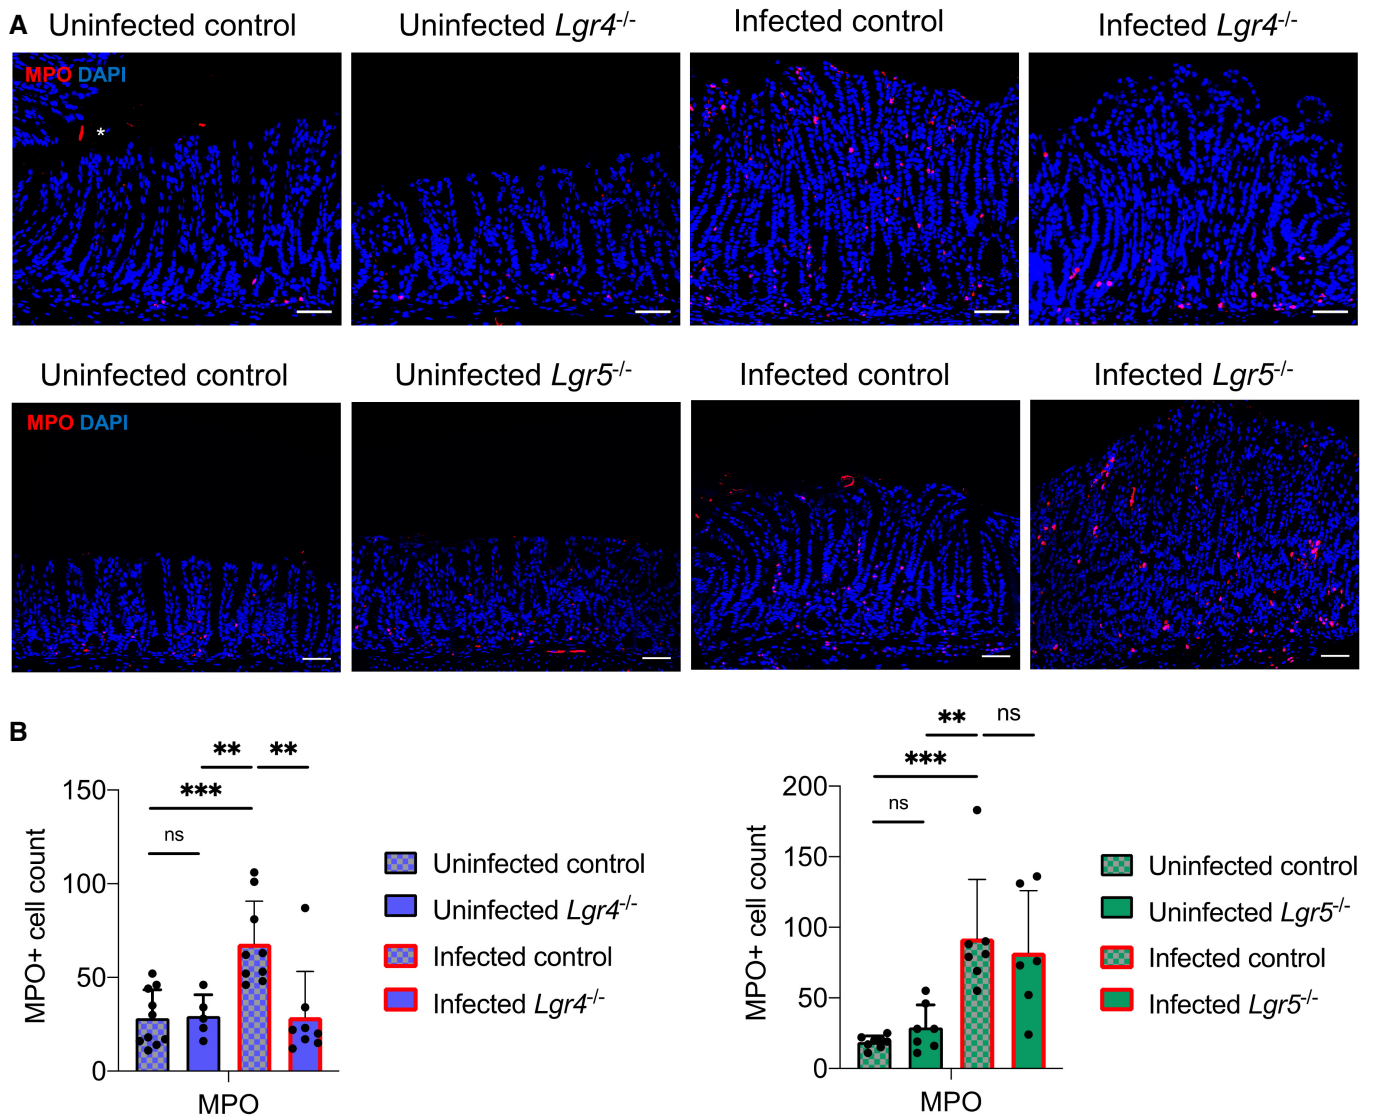 A
Uninfected control
Uninfected Lgr4-/-
Infected control
Infected Lgr4-/-
MPO DAPI
*
Uninfected control
Uninfected Lgr5-/-
Infected control
Infected Lgr5-/-
MPO DAPI
B
** **
***
ns
150
100
50
0
MPO+ cell count
MPO
Uninfected control
Uninfected Lgr4-/-
Infected control
Infected Lgr4-/-
** ns
***
ns
200
150
100
50
0
MPO+ cell count
MPO
Uninfected control
Uninfected Lgr5-/-
Infected control
Infected Lgr5-/-